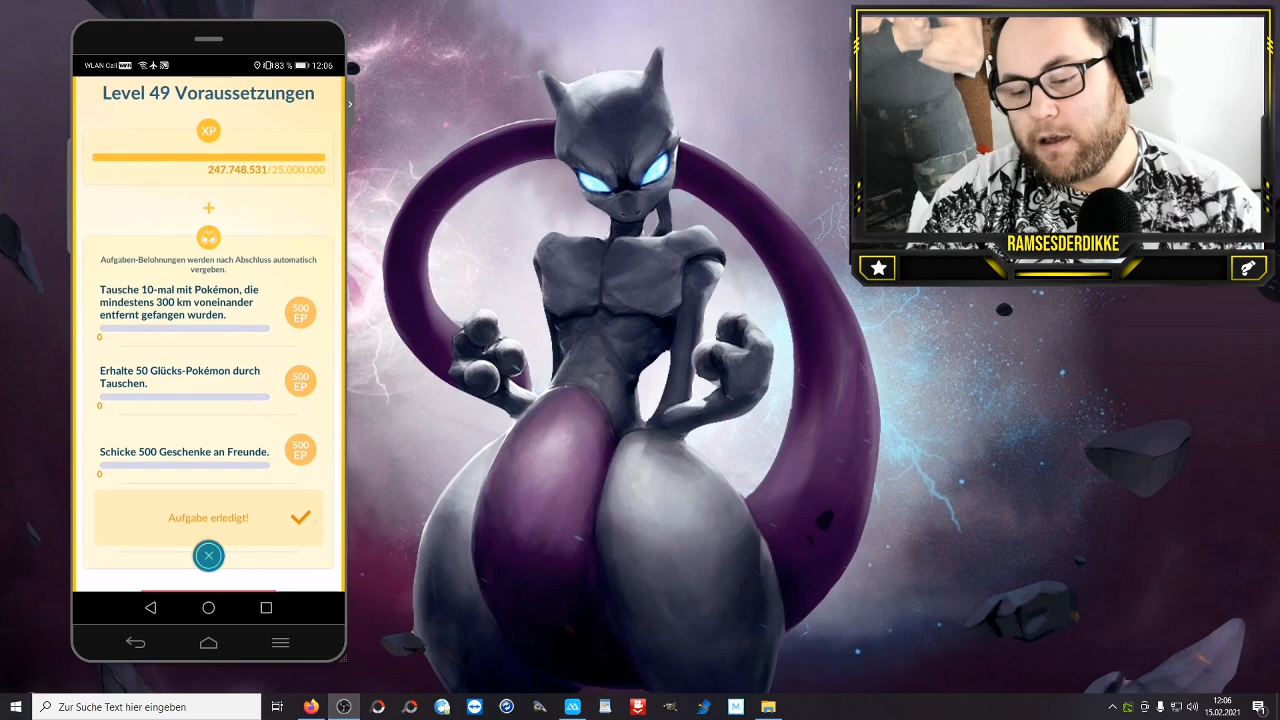 WLAN Call
83 %
12:06
Level 49 Voraussetzungen
XP
247.748.531/25.000.000
+
Aufgaben-Belohnungen werden nach Abschluss automatisch
vergeben.
Tausche 10-mal mit Pokémon, die
mindestens 300 km voneinander
entfernt gefangen wurden.
500
EP
0
Erhalte 50 Glücks-Pokémon durch
Tauschen.
500
EP
0
Schicke 500 Geschenke an Freunde.
500
EP
0
Aufgabe erledigt!
RAMSESDERDIKKE
Zur Suche Text hier eingeben
M
12:06
15.02.2021